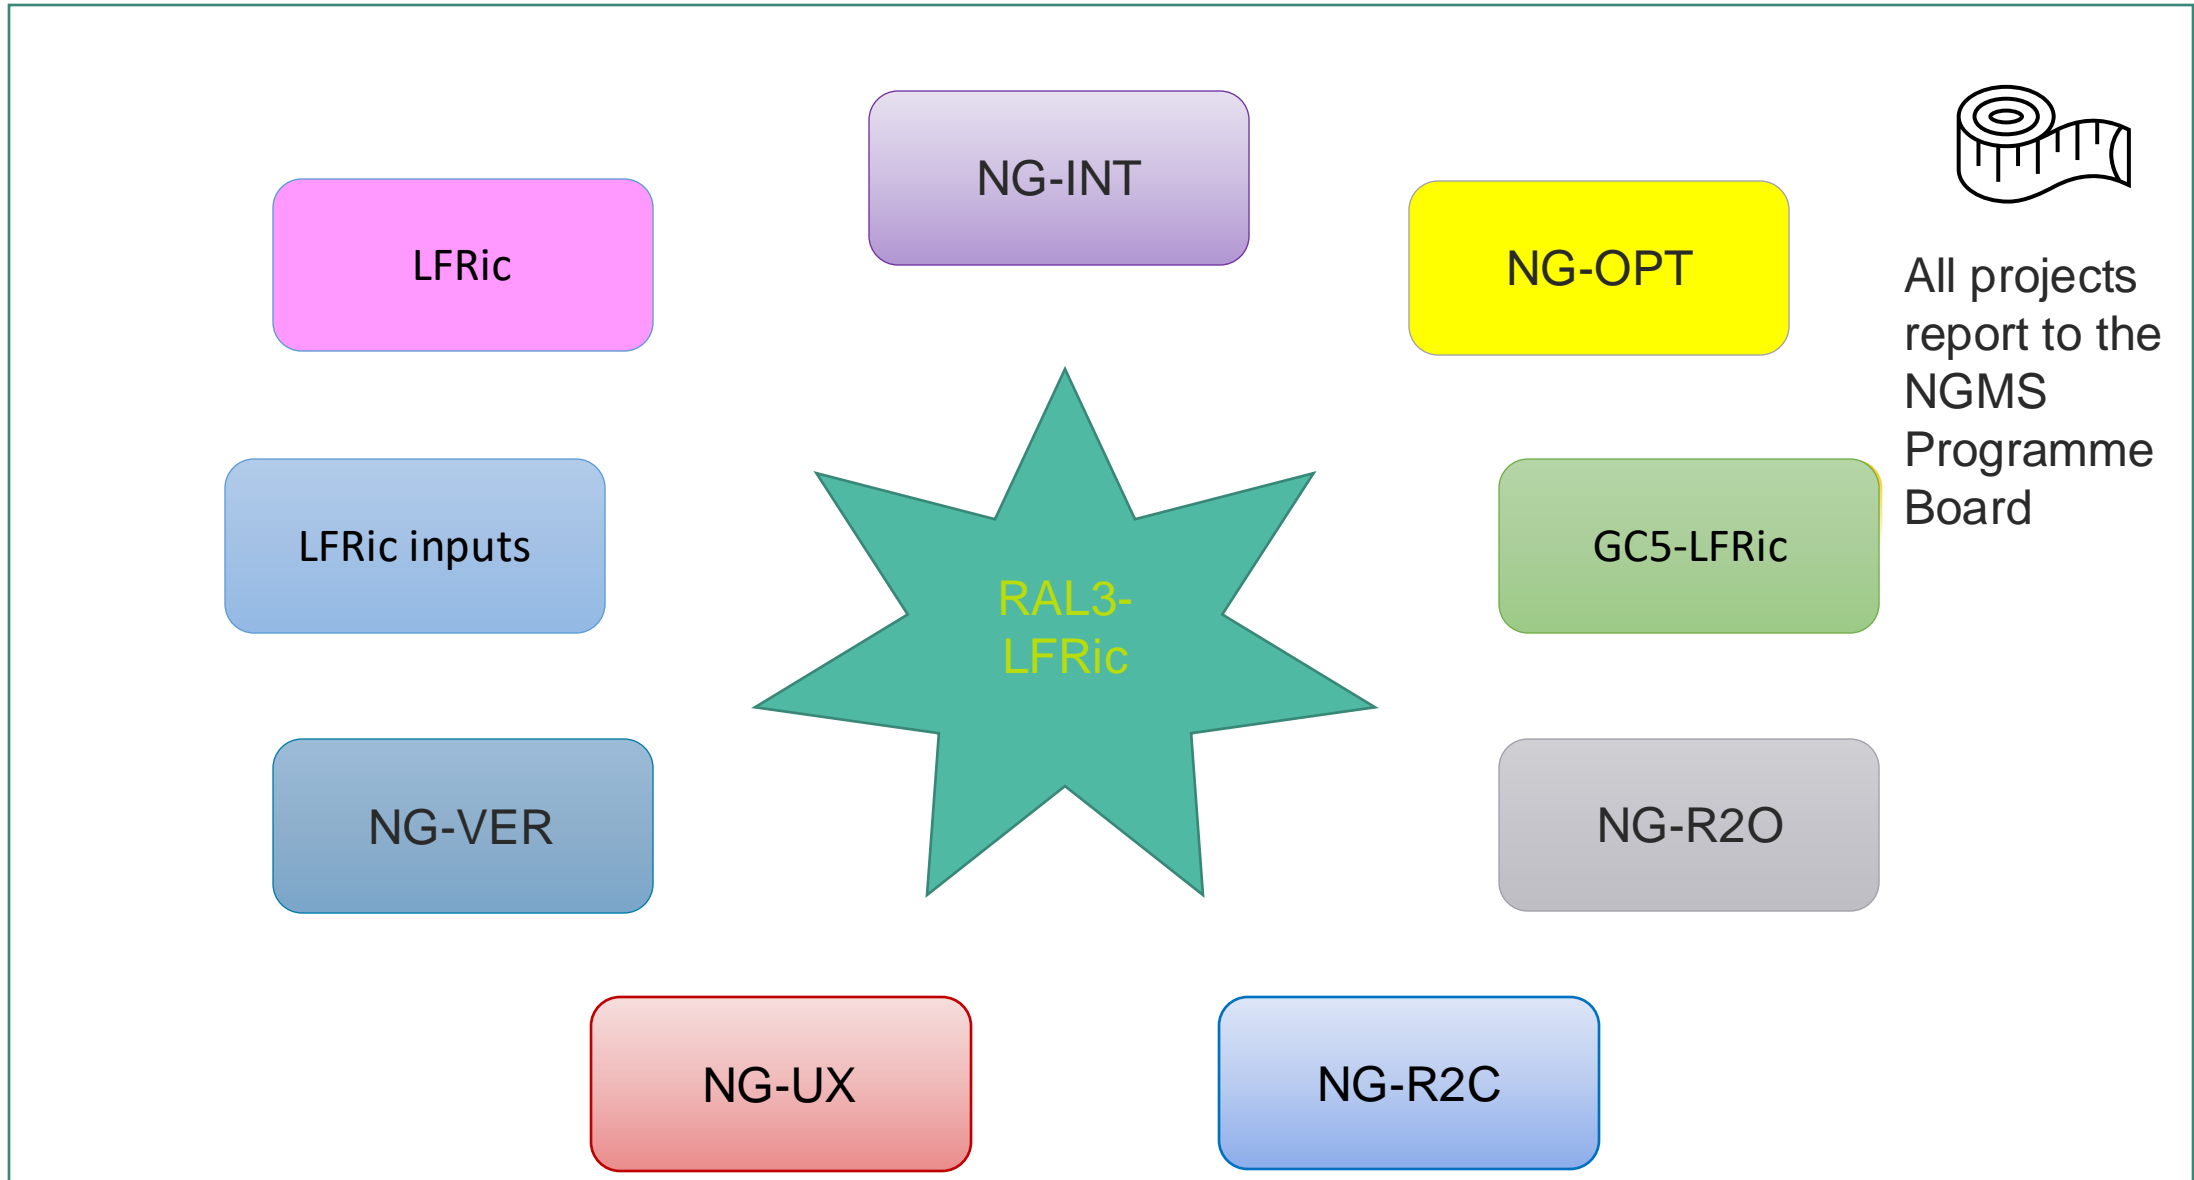 NG-INT
LFRic
NG-OPT
All projects
report to the
NGMS
Programme
Board
LFRic inputs
GC5-LFRic
RAL3-
LFRic
NG-VER
NG-R2O
NG-UX
NG-R2C